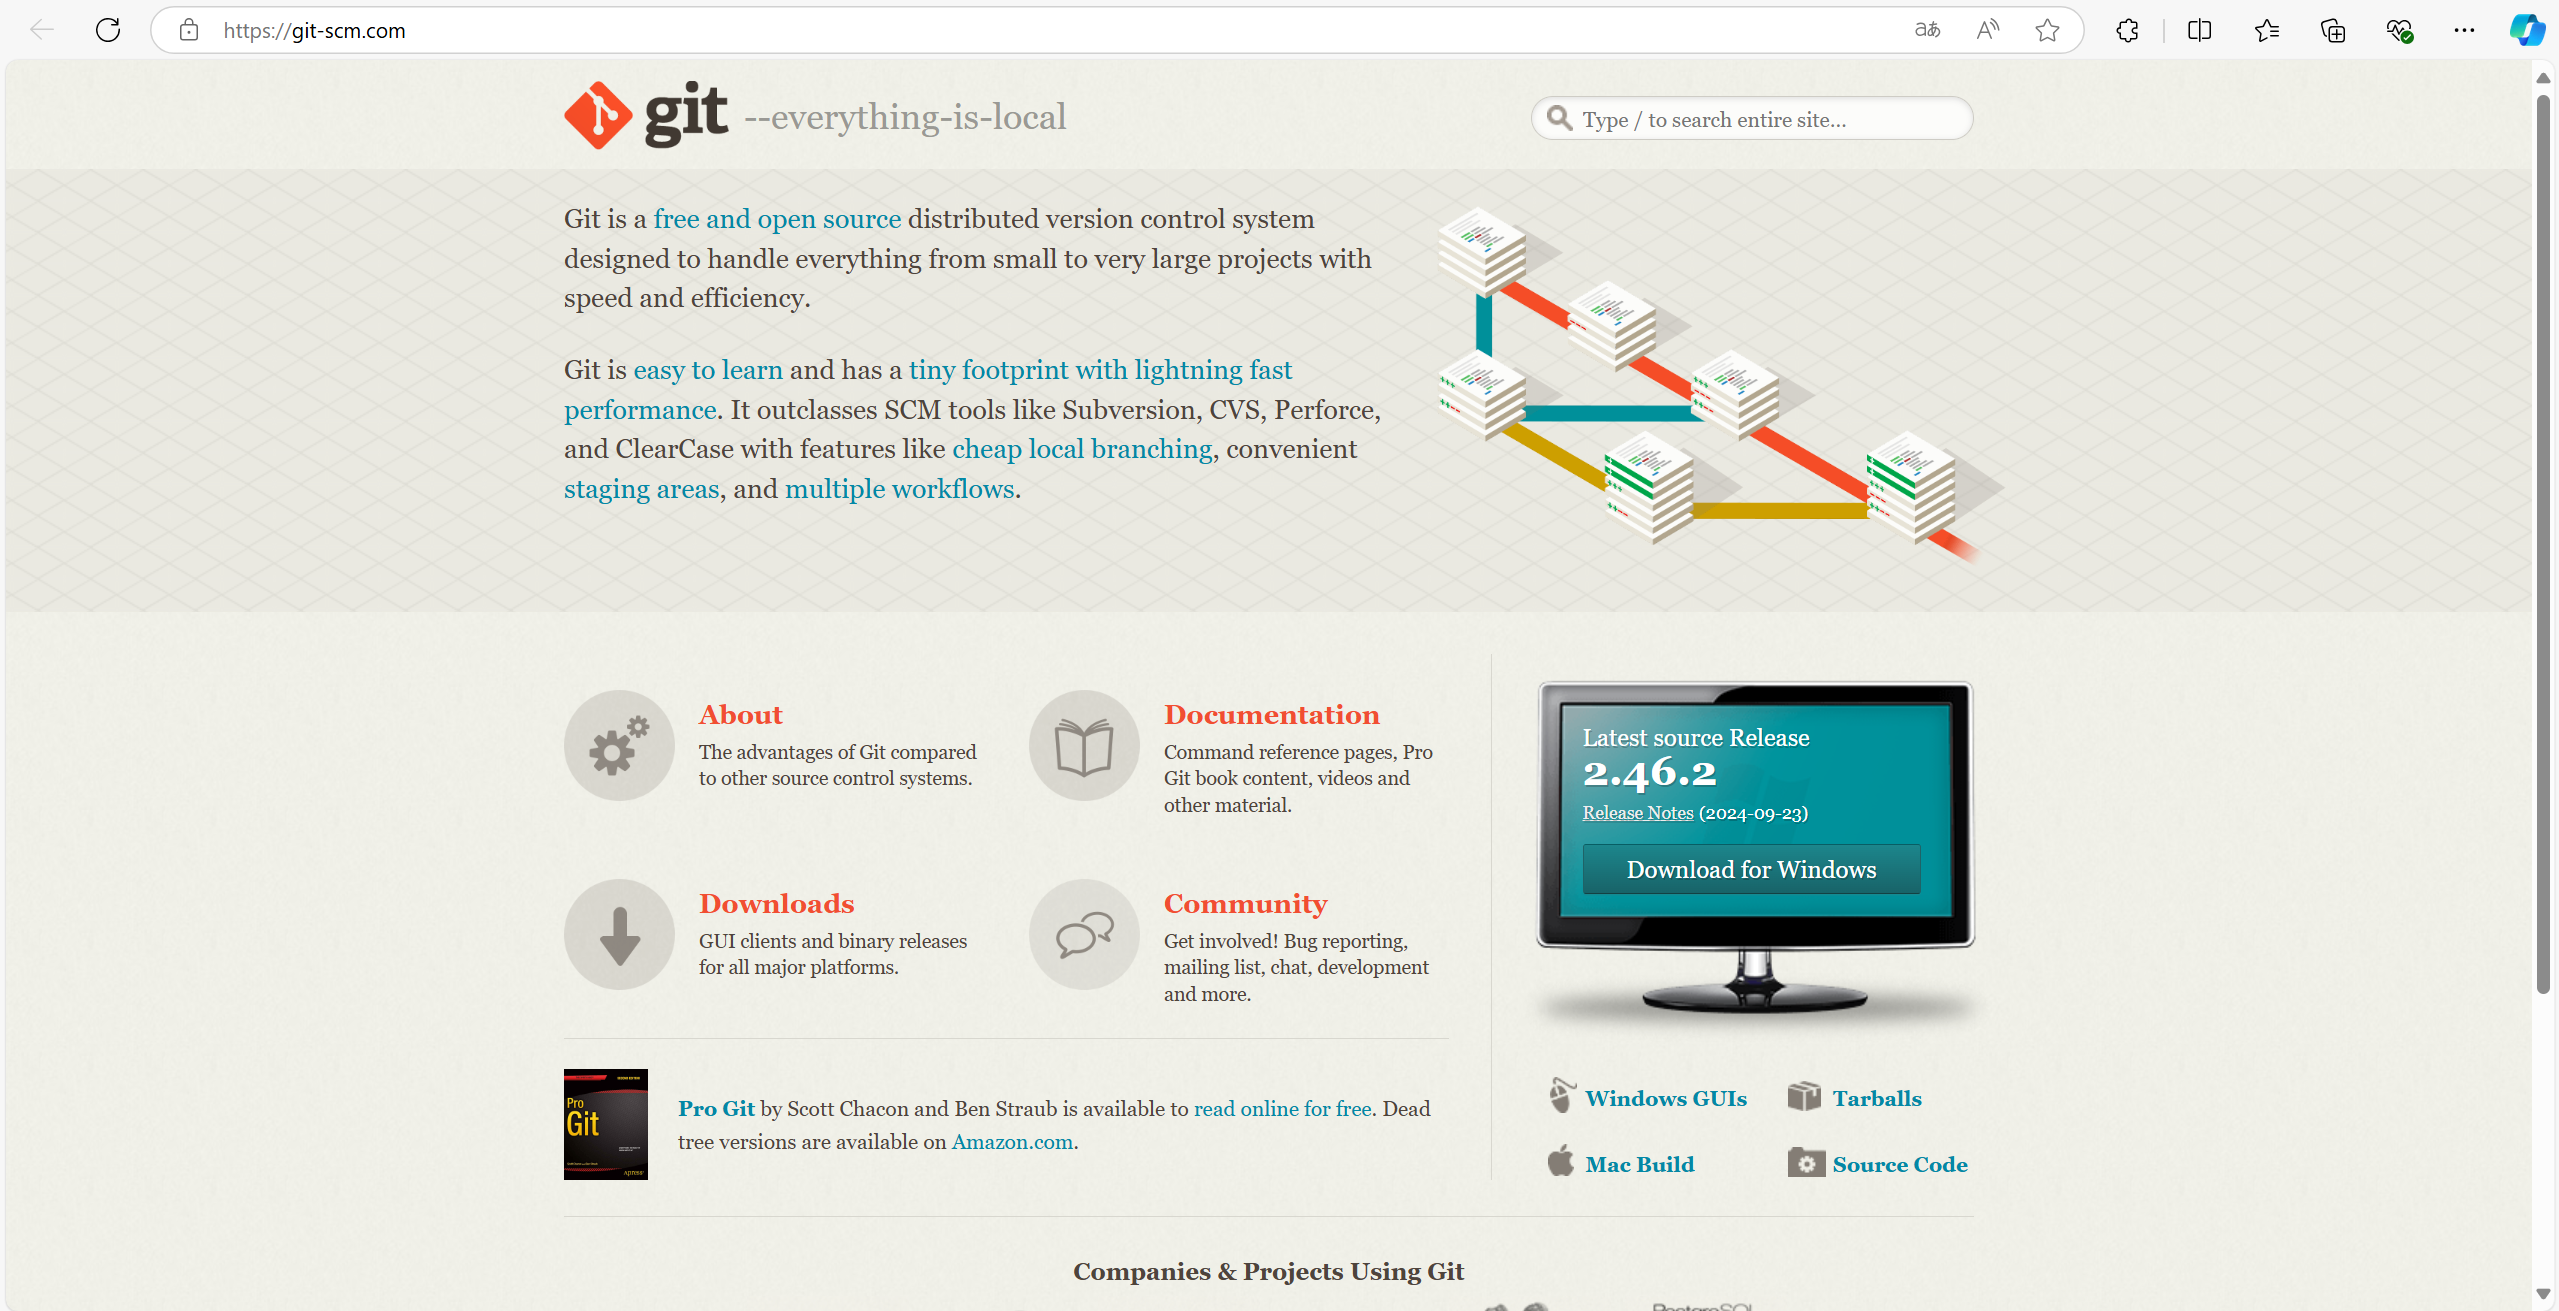 https://git-scm.com
git --everything-is-local
Type / to search entire site...
Git is a free and open source distributed version control system
designed to handle everything from small to very large projects with
speed and efficiency.
Git is easy to learn and has a tiny footprint with lightning fast
performance. It outclasses SCM tools like Subversion, CVS, Perforce,
and ClearCase with features like cheap local branching, convenient
staging areas, and multiple workflows.
About
The advantages of Git compared
to other source control systems.
Documentation
Command reference pages, Pro
Git book content, videos and
other material.
Downloads
GUI clients and binary releases
for all major platforms.
Community
Get involved! Bug reporting,
mailing list, chat, development
and more.
Latest source Release
2.46.2
Release Notes (2024-09-23)
Download for Windows
Pro
Git
Apress
Pro Git by Scott Chacon and Ben Straub is available to read online for free. Dead
tree versions are available on Amazon.com.
Windows GUIs
Tarballs
Mac Build
Source Code
Companies & Projects Using Git